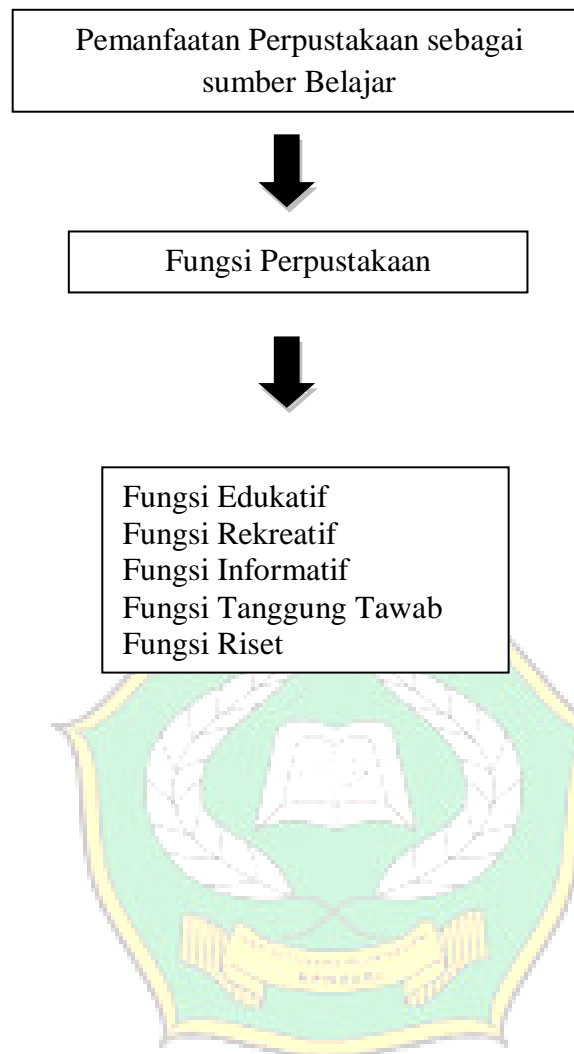 Pemanfaatan Perpustakaan sebagai
sumber Belajar
Fungsi Perpustakaan
Fungsi Edukatif
Fungsi Rekreatif
Fungsi Informatif
Fungsi Tanggung Tawab
Fungsi Riset